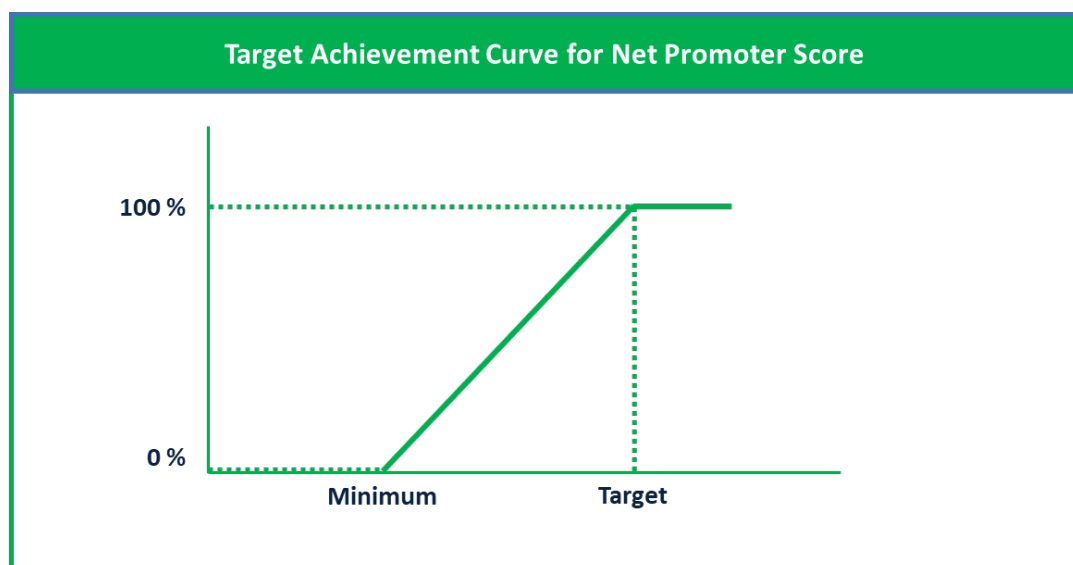 Target Achievement Curve for Net Promoter Score
100 %
0 %
Minimum
Target